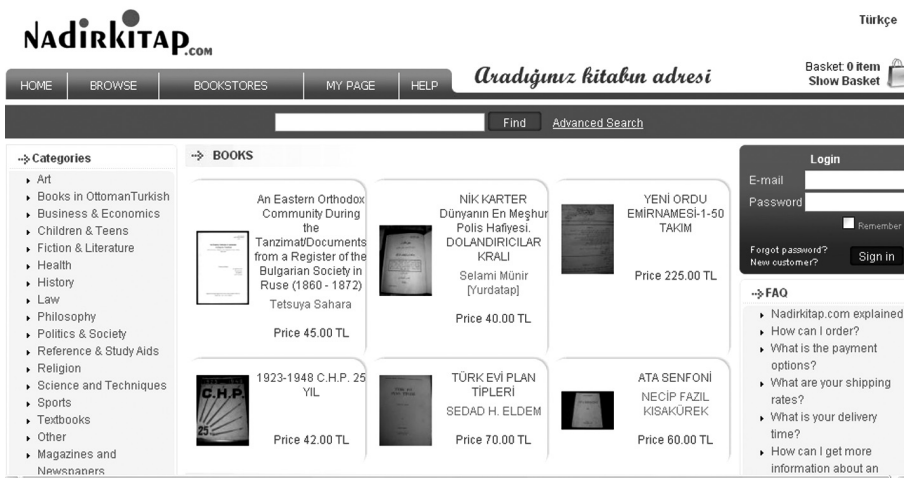 Türkçe
NADİRKİTAP.COM
Aradığınız kitabın adresi
Basket: 0 item
Show Basket
HOME BROWSE BOOKSTORES MY PAGE HELP
Find Advanced Search
Categories
Art
Books in OttomanTurkish
Business & Economics
Children & Teens
Fiction & Literature
Health
History
Law
Philosophy
Politics & Society
Reference & Study Aids
Religion
Science and Techniques
Sports
Textbooks
Other
Magazines and
Newspapers
BOOKS
An Eastern Orthodox
Community During
the
Tanzimat/Documents
from a Register of the
Bulgarian Society in
Ruse (1860 - 1872)
Tetsuya Sahara
Price 45.00 TL
NİK KARTER
Dünyanın En Meşhur
Polis Hafiyesi.
DOLANDIRICILAR
KRALI
Selami Münir
[Yurdatap]
Price 40.00 TL
YENİ ORDU
EMİRNAMESİ-1-50
TAKIM
Price 225.00 TL
C.H.P.
25
1923-1948 C.H.P. 25
YIL
Price 42.00 TL
TÜRK EVİ PLAN
TİPLERİ
SEDAD H. ELDEM
Price 70.00 TL
ATA SENFONİ
NECİP FAZIL
KISAKÜREK
Price 60.00 TL
Login
E-mail
Password
Remember
Forgot password?
New customer?
Sign in
FAQ
Nadirkitap.com explained
How can I order?
What is the payment
options?
What are your shipping
rates?
What is your delivery
time?
How can I get more
information about an